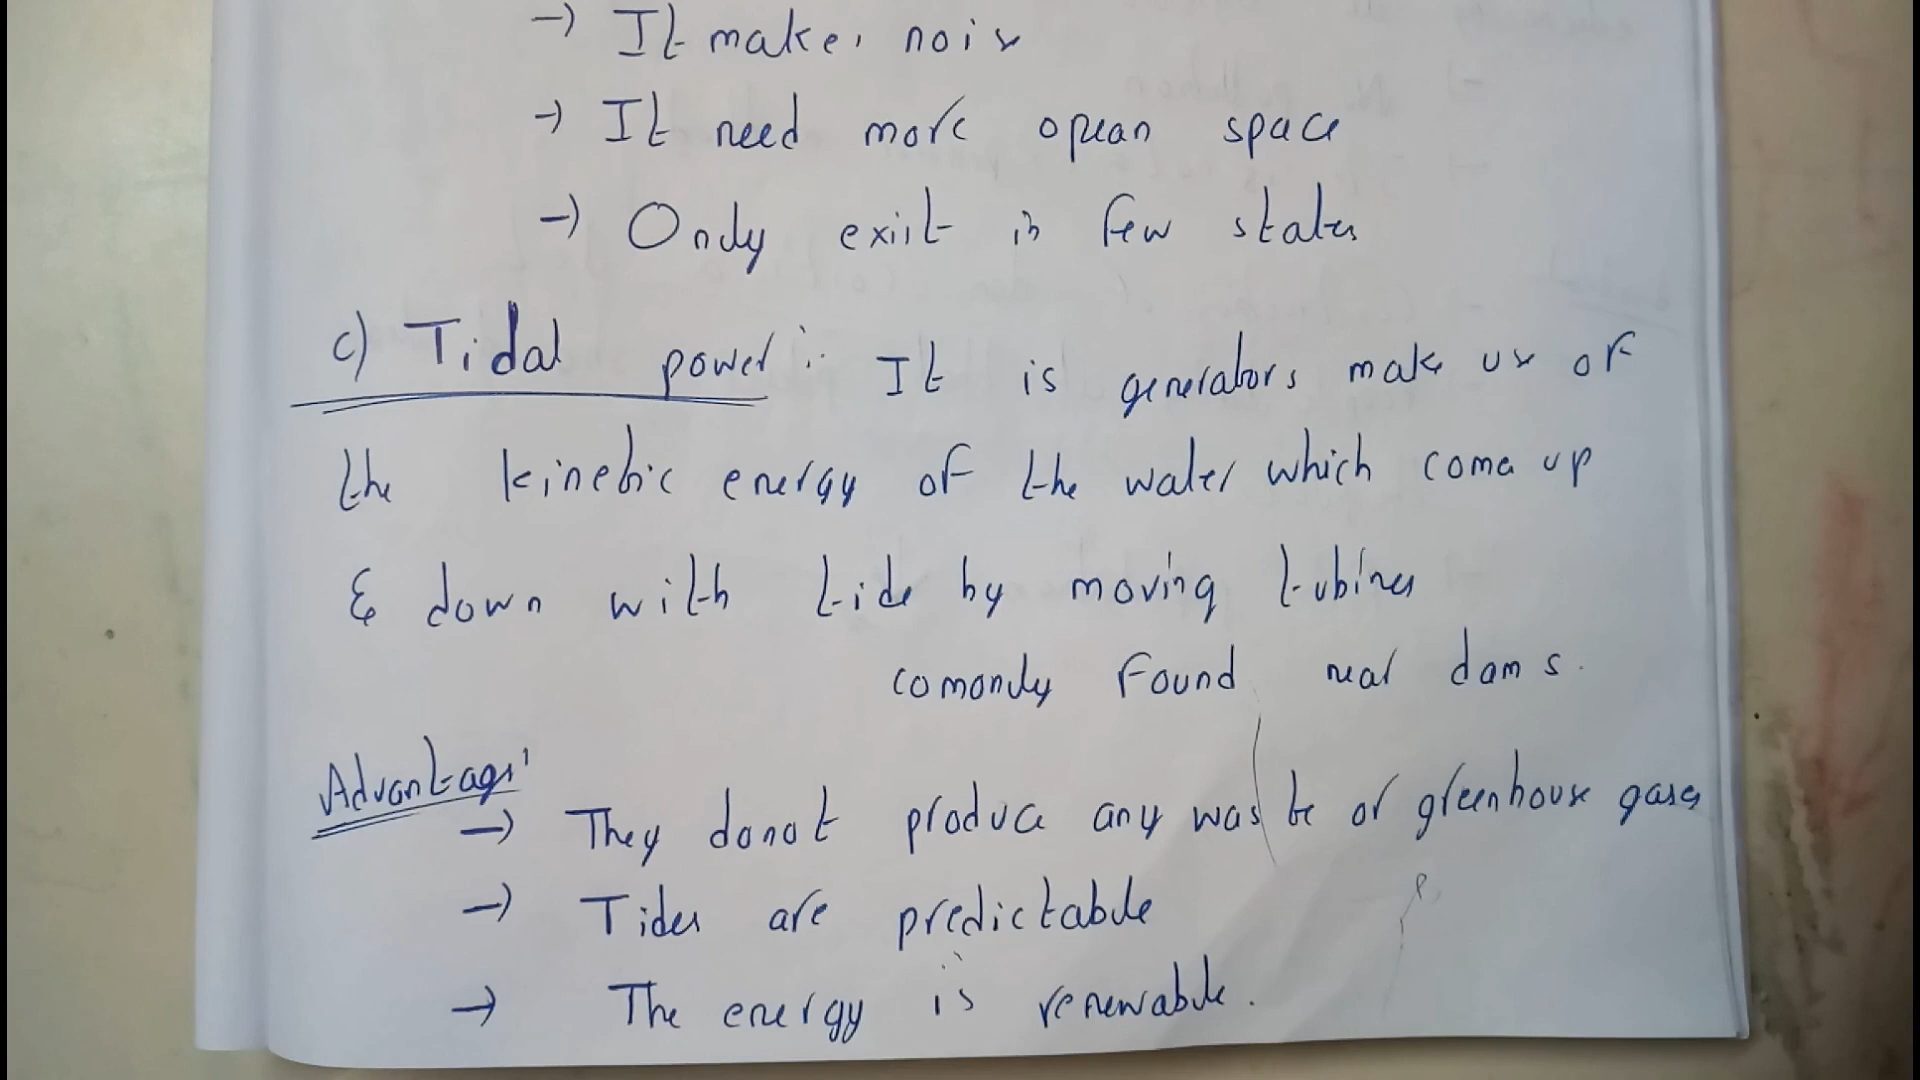 → It makes noise
→ It need more opean space
→ Only exist in few states
c) Tidal power : It is generators make use of
the kinetic energy of the water which come up
& down with tide by moving tubines
comonly found near dams.
Advantages
→ They donot produce any waste or greenhouse gases
→ Tides are predictable
→ The energy is renewable.